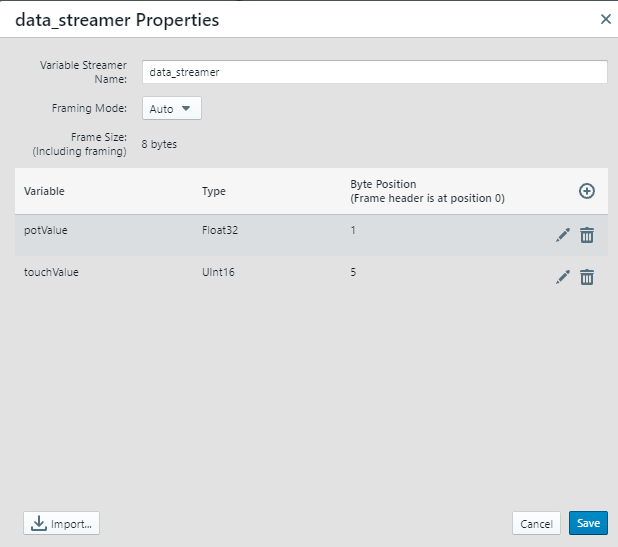 data_streamer Properties
Variable Streamer
Name:
data_streamer
Framing Mode:
Auto
Frame Size:
(Including framing)
8 bytes
Variable
Type
Byte Position
(Frame header is at position 0)
potValue
Float32
1
touchValue
UInt16
5
Import...
Cancel
Save